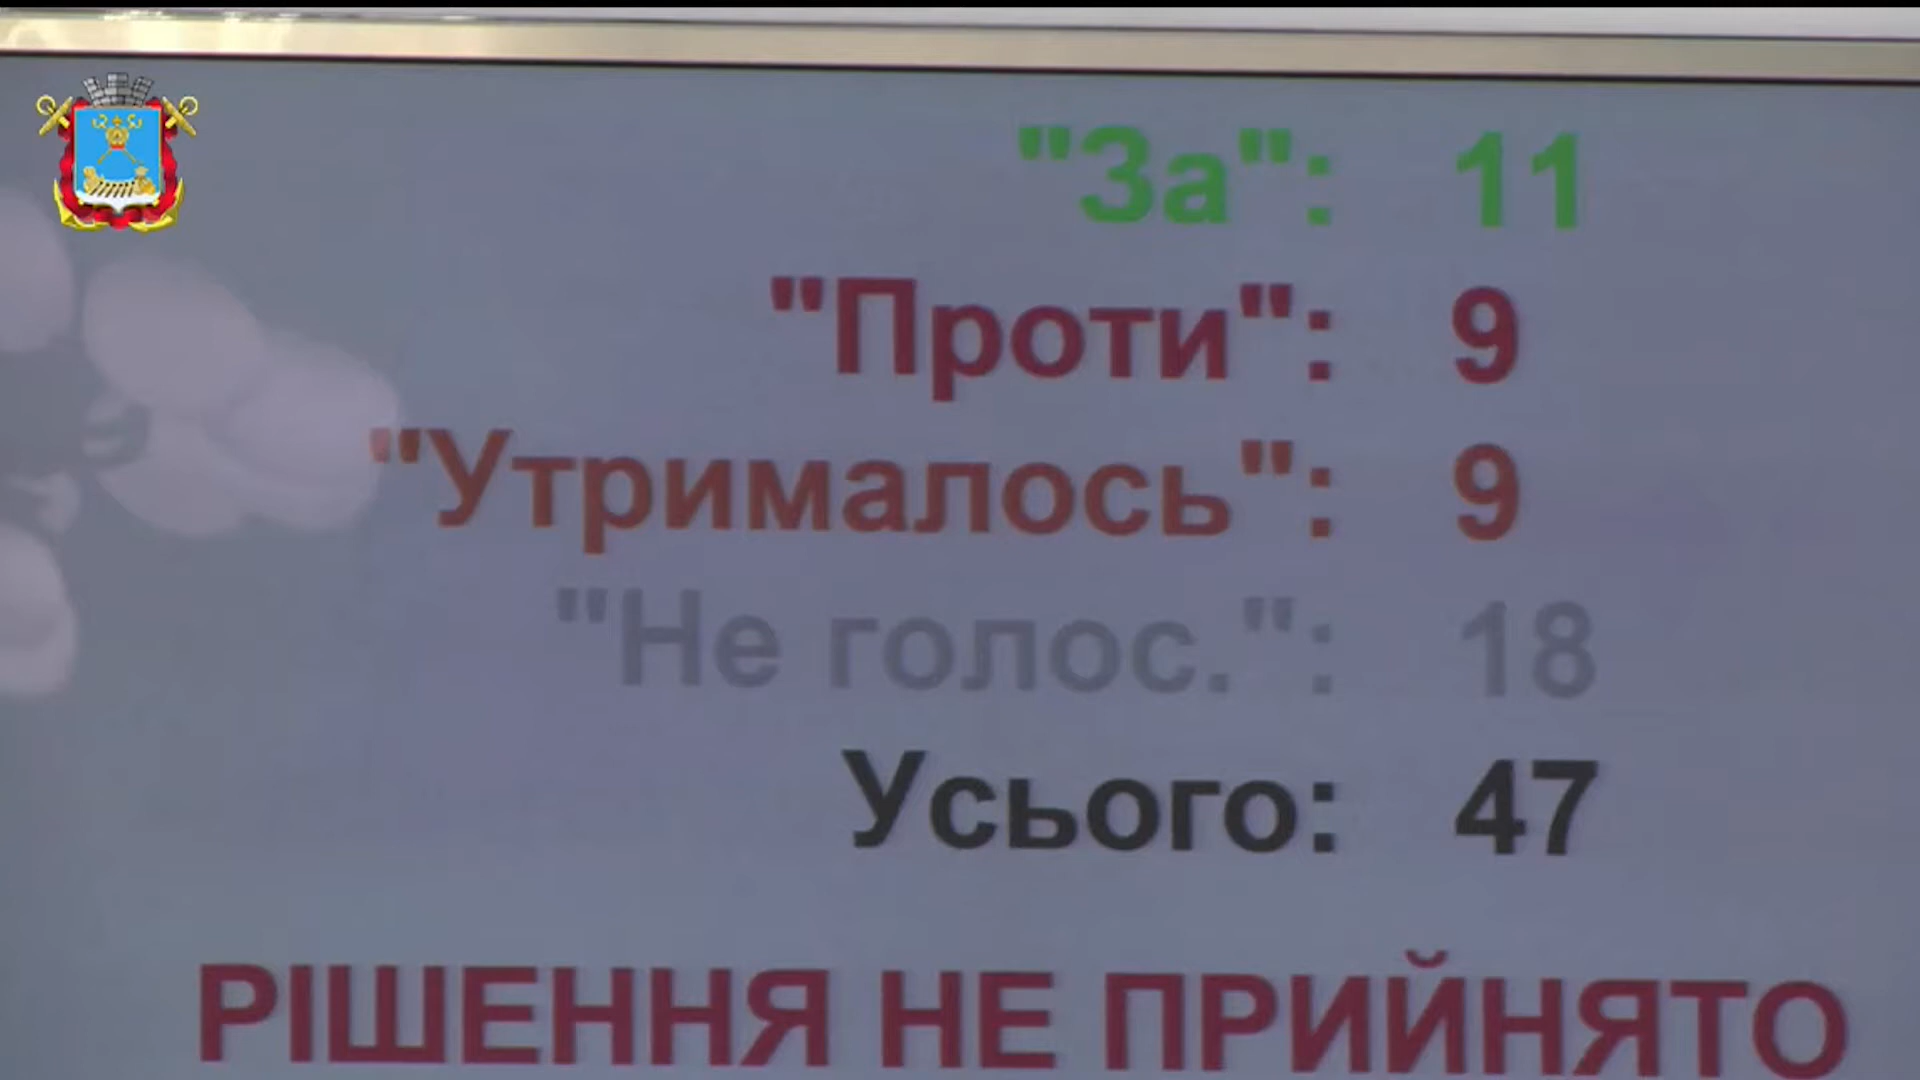 "За": 11
"Проти": 9
"Утрималось": 9
"Не голос.": 18
Усього: 47
РІШЕННЯ НЕ ПРИЙНЯТО